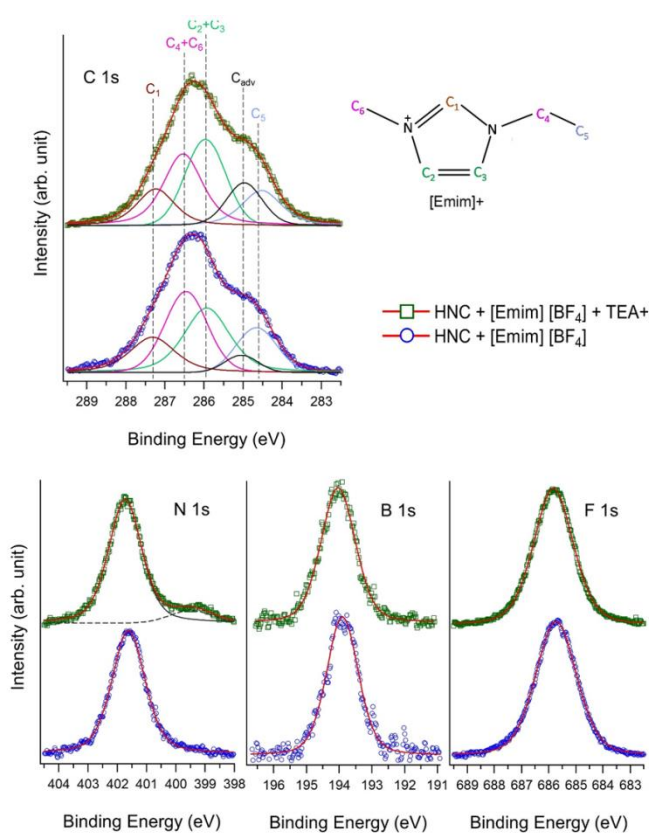 C₂+C₃
C₄+C₆
C 1s
C₁
Cadv
C₅
Intensity (arb. unit)
289 288 287 286 285 284 283
Binding Energy (eV)
C₆
+
N
C₁
N
C₄
C₅
C₂
C₃
[Emim]+
HNC + [Emim] [BF₄] + TEA+
HNC + [Emim] [BF₄]
N 1s
B 1s
F 1s
Intensity (arb. unit)
404 403 402 401 400 399 398
196 195 194 193 192 191
689 688 687 686 685 684 683
Binding Energy (eV)
Binding Energy (eV)
Binding Energy (eV)